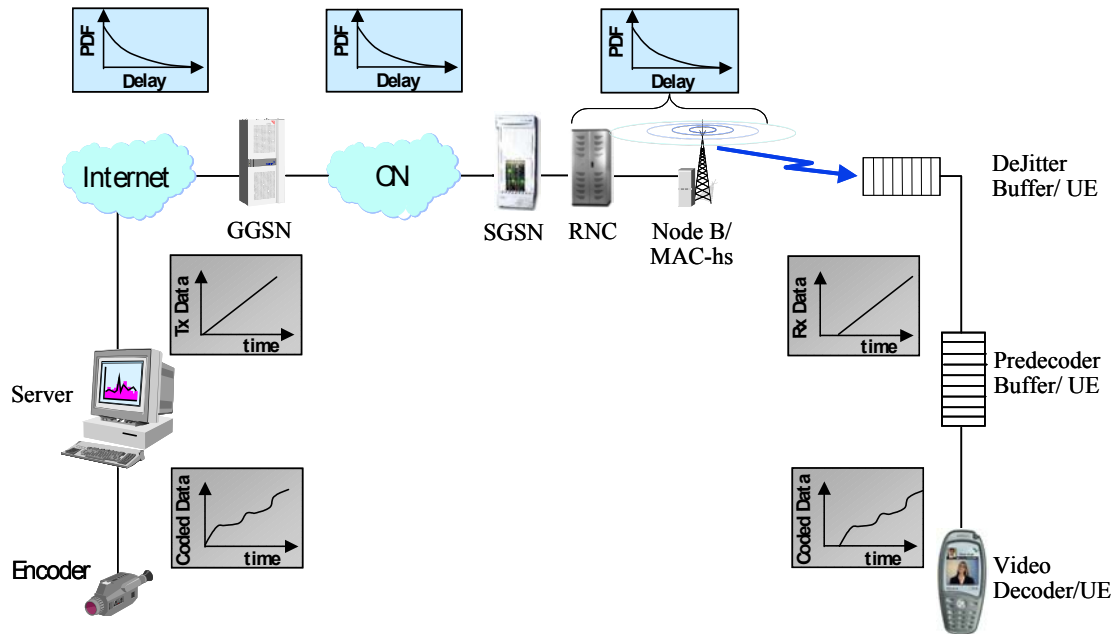 PDF
Delay
PDF
Delay
PDF
Delay
Internet
GGSN
CN
SGSN
RNC
Node B/
MAC-hs
DeJitter
Buffer/ UE
Tx Data
time
Rx Data
time
Server
Predecoder
Buffer/ UE
Coded Data
time
Coded Data
time
Encoder
Video
Decoder/UE